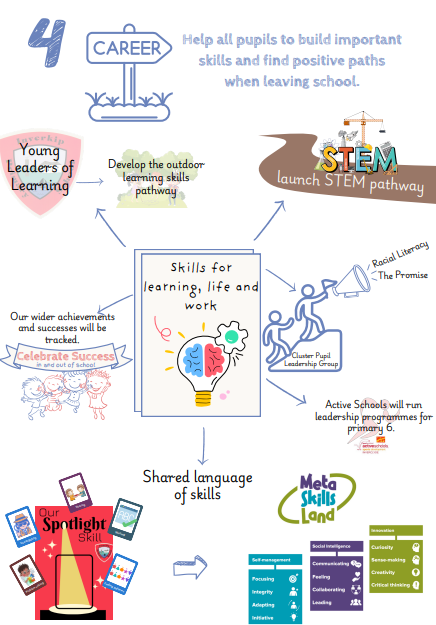 4
CAREER
Help all pupils to build important
skills and find positive paths
when leaving school.
Young
Leaders of
Learning
Develop the outdoor
learning skills
pathway
STEM
launch STEM pathway
Skills for
learning, life and
work
Racial Literacy
The Promise
Cluster Pupil
Leadership Group
Our wider achievements
and successes will be
tracked.
Celebrate Success
in and out of school
Active Schools will run
leadership programmes for
primary 6.
Shared language
of skills
Our
Spotlight
Skill
Meta
Skills
Land
Self-management
Focusing
Integrity
Adapting
Initiative
Social Intelligence
Communicating
Feeling
Collaborating
Leading
Innovation
Curiosity
Sense-making
Creativity
Critical thinking